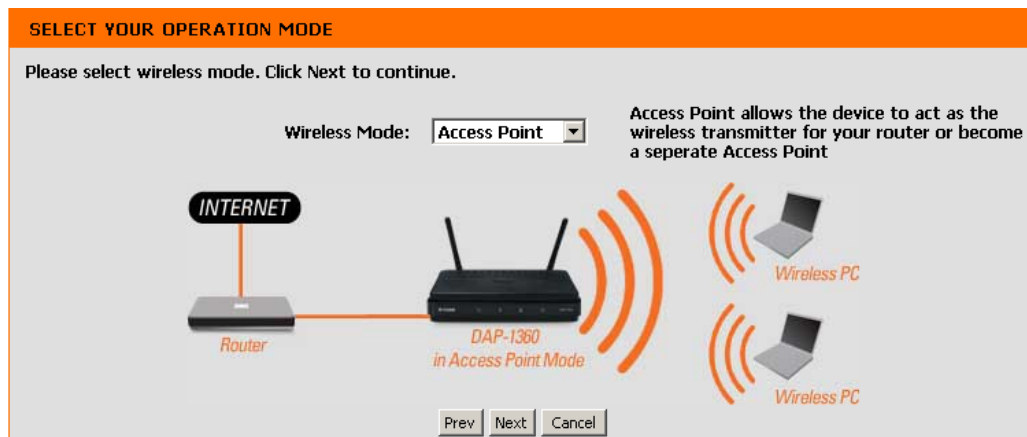 SELECT YOUR OPERATION MODE
Please select wireless mode. Click Next to continue.
Wireless Mode: Access Point
Access Point allows the device to act as the
wireless transmitter for your router or become
a seperate Access Point
INTERNET
Router
DAP-1360
in Access Point Mode
Wireless PC
Wireless PC
Prev Next Cancel